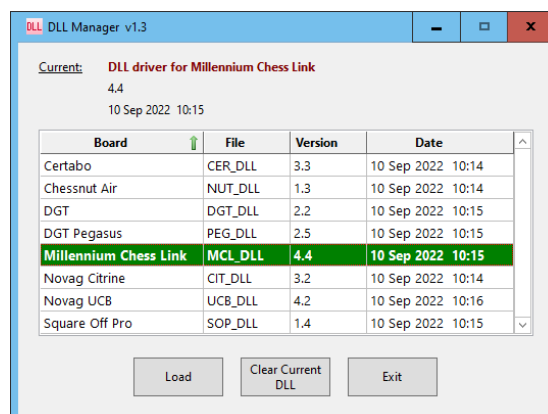 DLL DLL Manager v1.3
Current: DLL driver for Millennium Chess Link
4.4
10 Sep 2022 10:15
Board File Version Date
Certabo CER_DLL 3.3 10 Sep 2022 10:14
Chessnut Air NUT_DLL 1.3 10 Sep 2022 10:14
DGT DGT_DLL 2.2 10 Sep 2022 10:15
DGT Pegasus PEG_DLL 2.5 10 Sep 2022 10:15
Millennium Chess Link MCL_DLL 4.4 10 Sep 2022 10:15
Novag Citrine CIT_DLL 3.2 10 Sep 2022 10:14
Novag UCB UCB_DLL 4.2 10 Sep 2022 10:16
Square Off Pro SOP_DLL 1.4 10 Sep 2022 10:15
Load
Clear Current
DLL
Exit